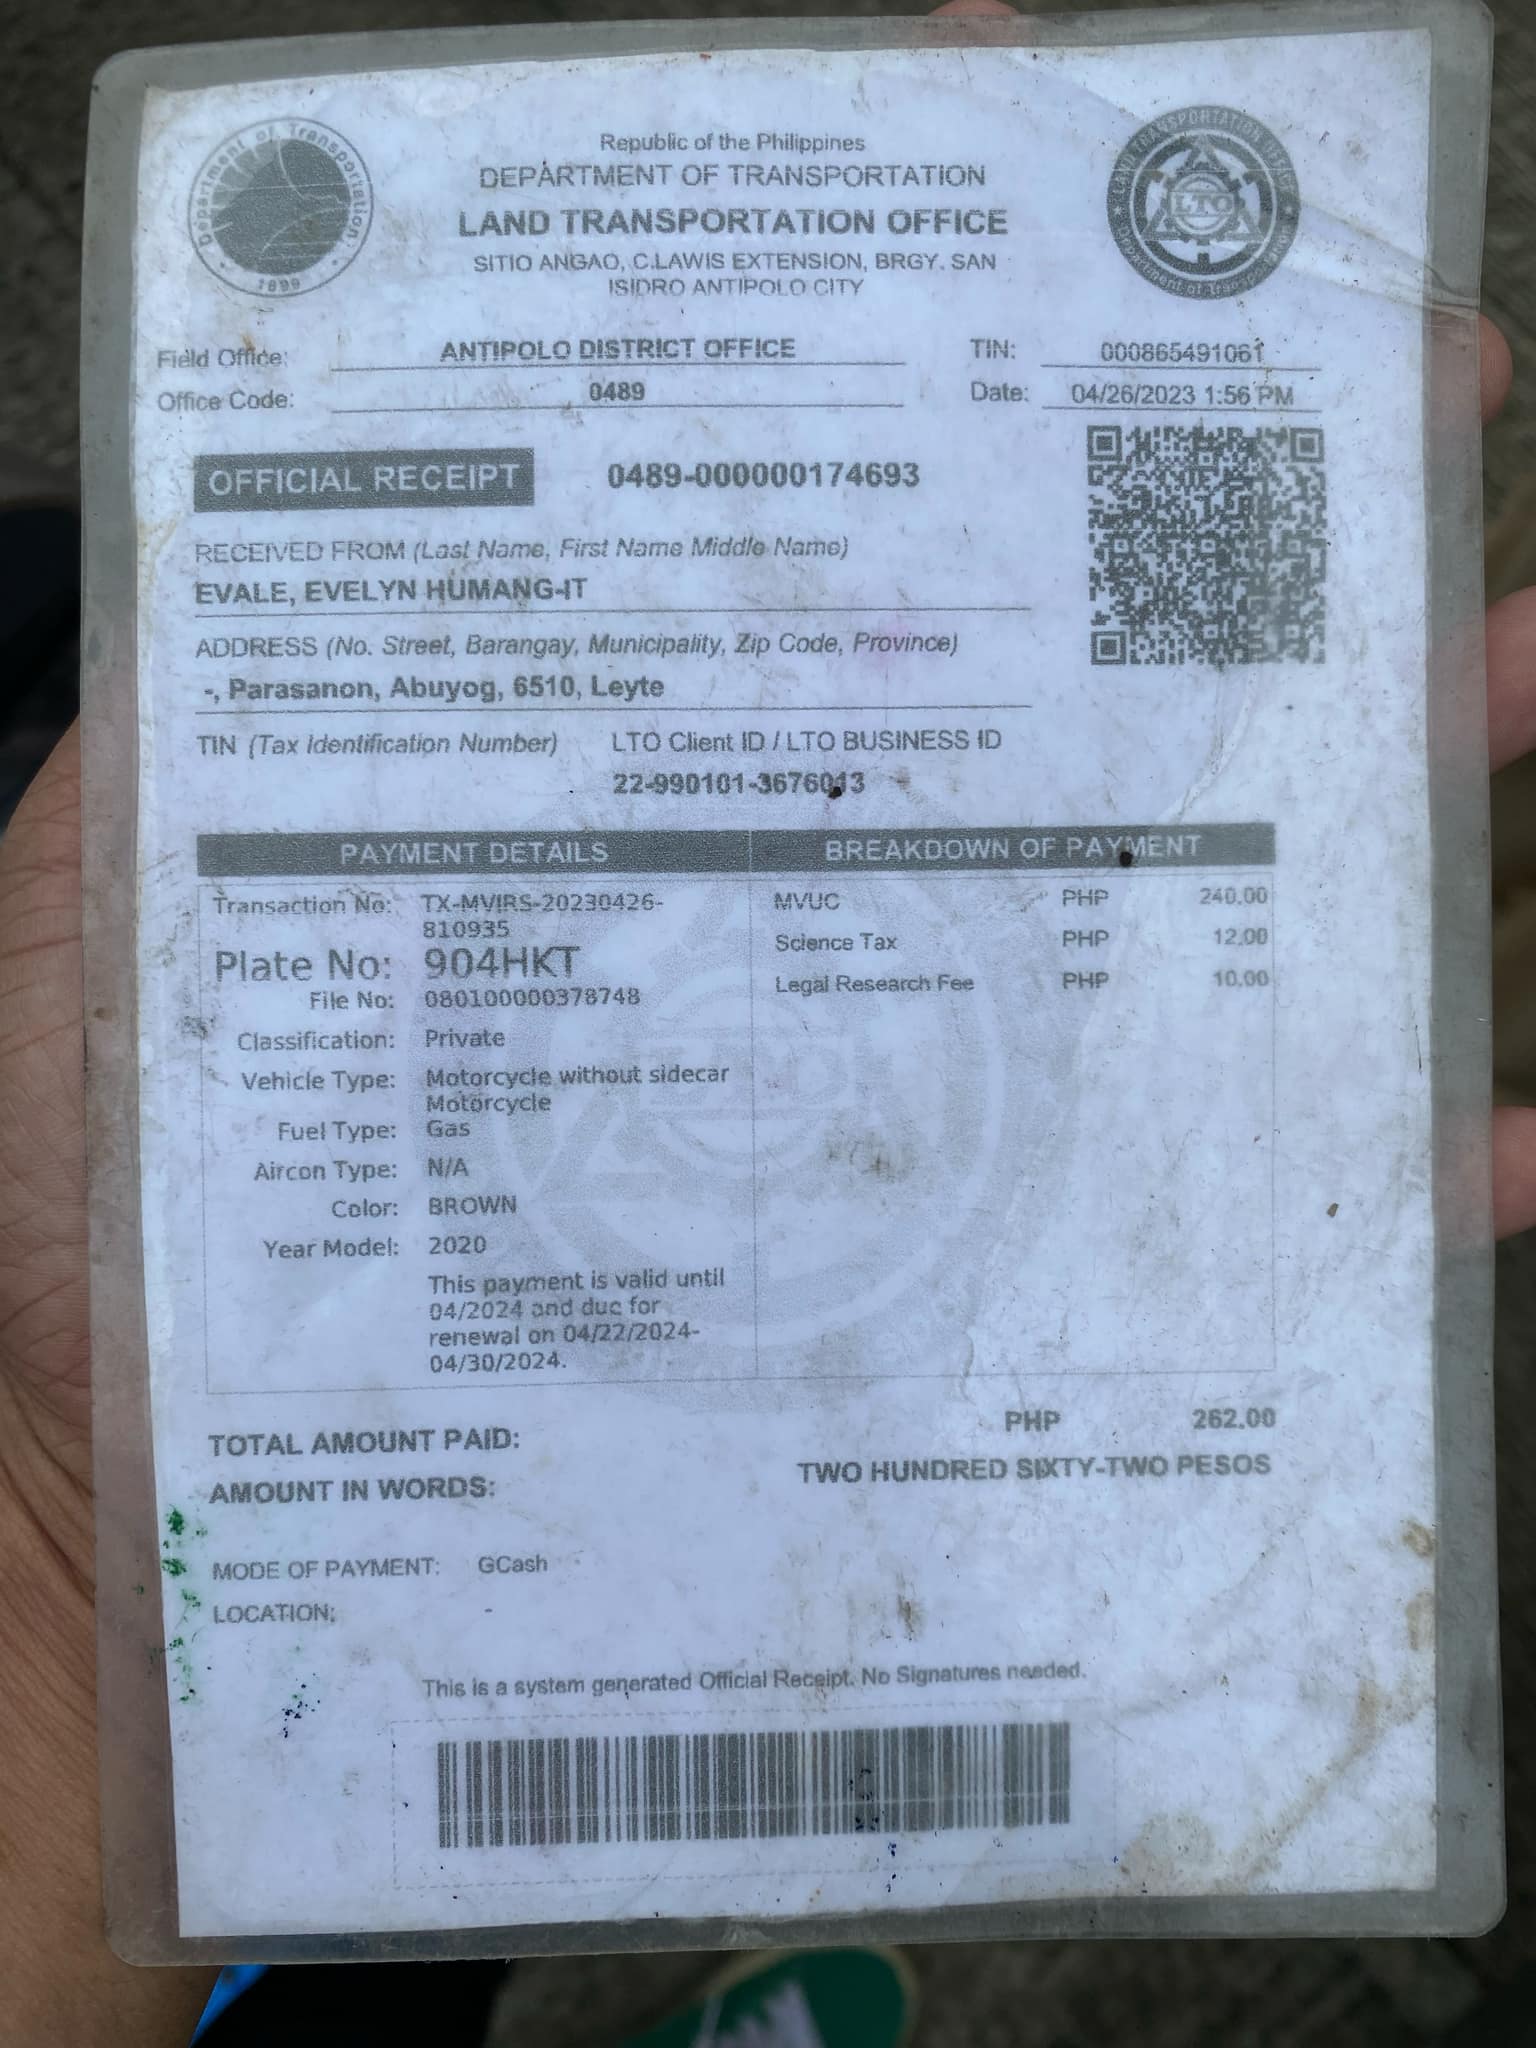 Department of Transportation
1899
LAND TRANSPORTATION OFFICE
LTO
Republic of the Philippines
DEPARTMENT OF TRANSPORTATION
LAND TRANSPORTATION OFFICE
SITIO ANGAO, C.LAWIS EXTENSION, BRGY. SAN
ISIDRO ANTIPOLO CITY
Field Office: ANTIPOLO DISTRICT OFFICE TIN: 000865491061
Office Code: 0489 Date: 04/26/2023 1:56 PM
OFFICIAL RECEIPT 0489-000000174693
RECEIVED FROM (Last Name, First Name Middle Name)
EVALE, EVELYN HUMANG-IT
ADDRESS (No. Street, Barangay, Municipality, Zip Code, Province)
-, Parasanon, Abuyog, 6510, Leyte
TIN (Tax Identification Number) LTO Client ID / LTO BUSINESS ID
22-990101-3676013
PAYMENT DETAILS BREAKDOWN OF PAYMENT
Transaction No: TX-MVIRS-20230426- MVUC PHP 240.00
810935
Science Tax PHP 12.00
Plate No: 904HKT
Legal Research Fee PHP 10.00
File No: 080100000378748
Classification: Private
Vehicle Type: Motorcycle without sidecar
Motorcycle
Fuel Type: Gas
Aircon Type: N/A
Color: BROWN
Year Model: 2020
This payment is valid until
04/2024 and due for
renewal on 04/22/2024-
04/30/2024.
TOTAL AMOUNT PAID: PHP 262.00
AMOUNT IN WORDS: TWO HUNDRED SIXTY-TWO PESOS
MODE OF PAYMENT: GCash
LOCATION: -
This is a system generated Official Receipt. No Signatures needed.